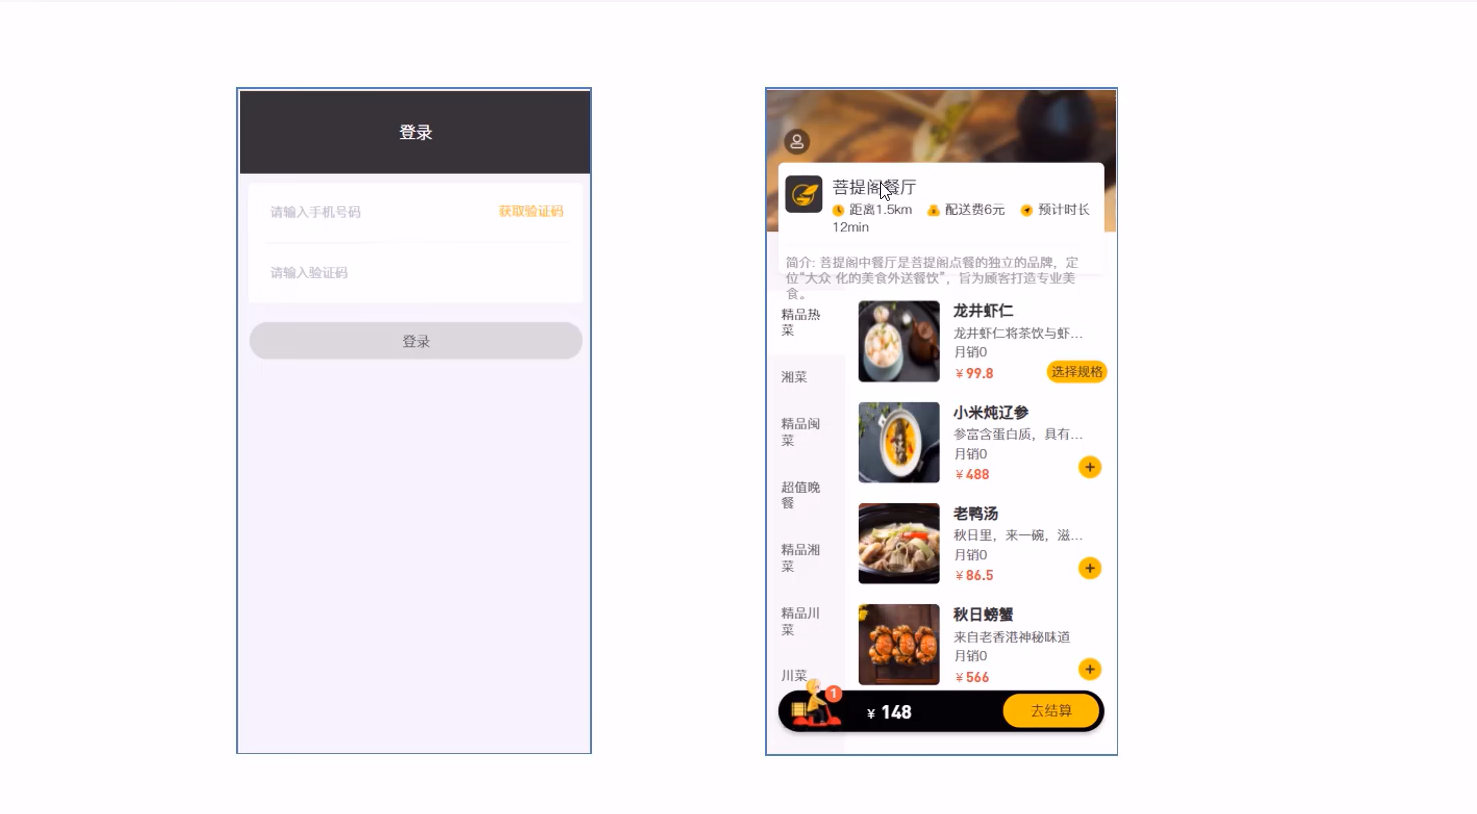 登录
请输入手机号码 获取验证码
请输入验证码
登录
菩提阁餐厅
距离1.5km 配送费6元 预计时长
12min
简介: 菩提阁中餐厅是菩提阁点餐的独立的品牌，定
位“大众 化的美食外送餐饮”，旨为顾客打造专业美
食。
精品热
菜
湘菜
精品闽
菜
超值晚
餐
精品湘
菜
精品川
菜
川菜
龙井虾仁
龙井虾仁将茶饮与虾...
月销0
¥99.8 选择规格
小米炖辽参
参富含蛋白质，具有...
月销0
¥488
老鸭汤
秋日里，来一碗，滋...
月销0
¥86.5
秋日螃蟹
来自老香港神秘味道
月销0
¥566
1
¥ 148 去结算